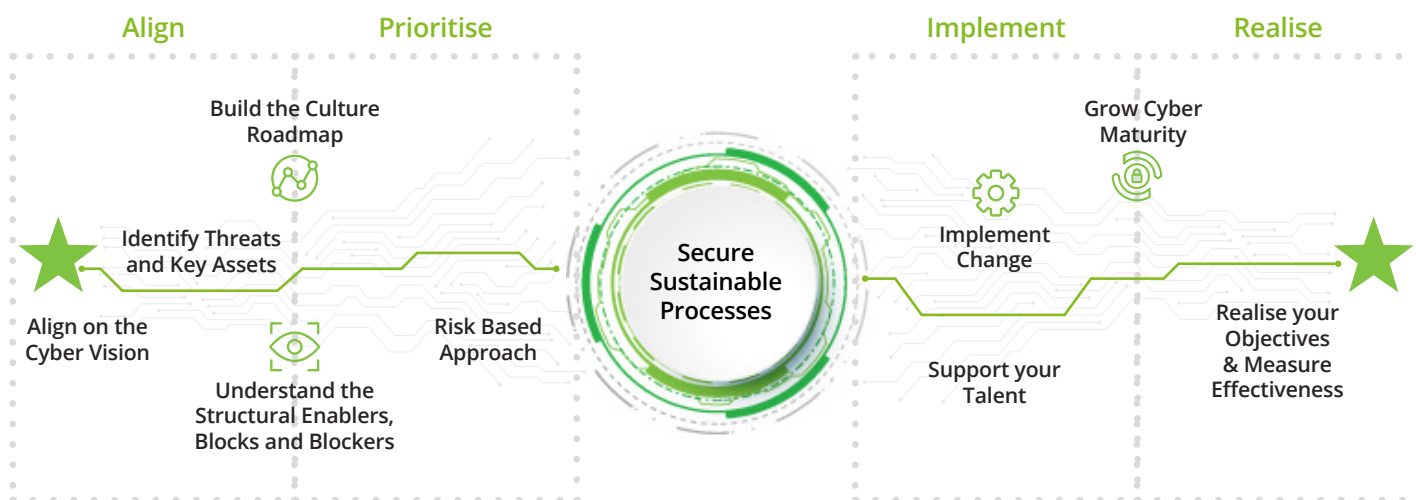 Align
Prioritise
Implement
Realise
Build the Culture
Roadmap
Identify Threats
and Key Assets
Align on the
Cyber Vision
Understand the
Structural Enablers,
Blocks and Blockers
Risk Based
Approach
Secure
Sustainable
Processes
Grow Cyber
Maturity
Implement
Change
Support your
Talent
Realise your
Objectives
& Measure
Effectiveness